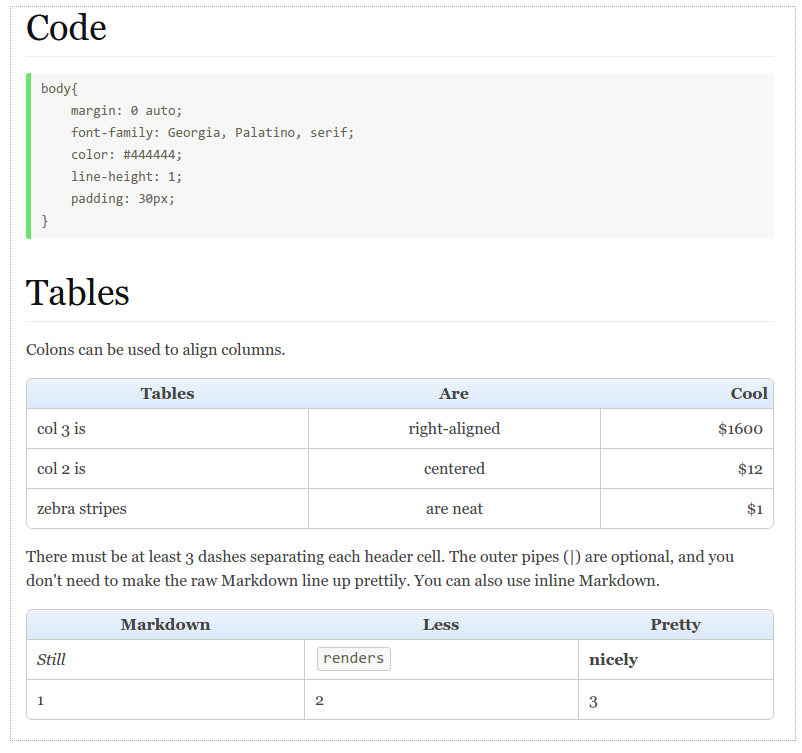 Code
body{
    margin: 0 auto;
    font-family: Georgia, Palatino, serif;
    color: #444444;
    line-height: 1;
    padding: 30px;
}
Tables
Colons can be used to align columns.
Tables Are Cool
col 3 is right-aligned $1600
col 2 is centered $12
zebra stripes are neat $1
There must be at least 3 dashes separating each header cell. The outer pipes (|) are optional, and you
don't need to make the raw Markdown line up prettily. You can also use inline Markdown.
Markdown Less Pretty
Still renders nicely
1 2 3